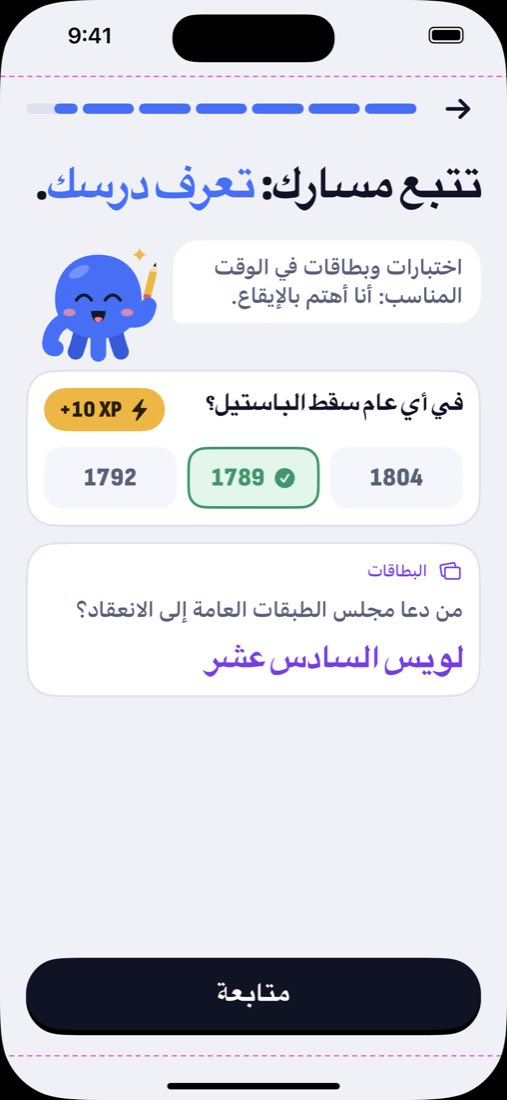 9:41
تتبع مسارك: تعرف درسك.
اختبارات وبطاقات في الوقت
المناسب: أنا أهتم بالإيقاع.
في أي عام سقط الباستيل؟
+10 XP
1804
1789
1792
البطاقات
من دعا مجلس الطبقات العامة إلى الانعقاد؟
لويس السادس عشر
متابعة